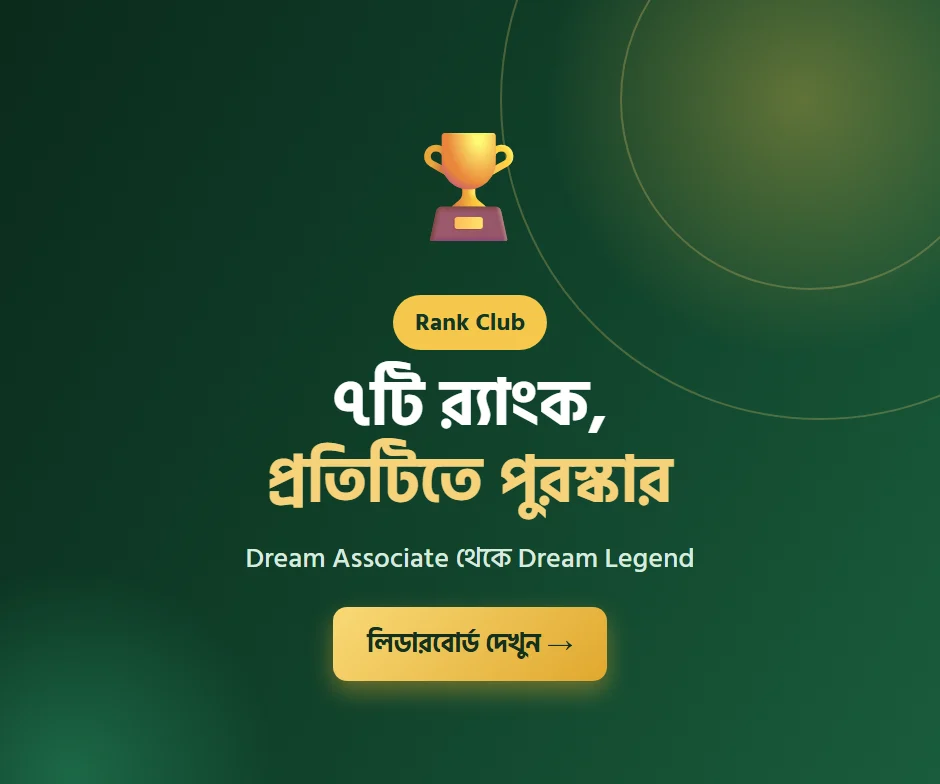 Rank Club
৭টি র‍্যাংক,
প্রতিটিতে পুরস্কার
Dream Associate থেকে Dream Legend
লিডারবোর্ড দেখুন →